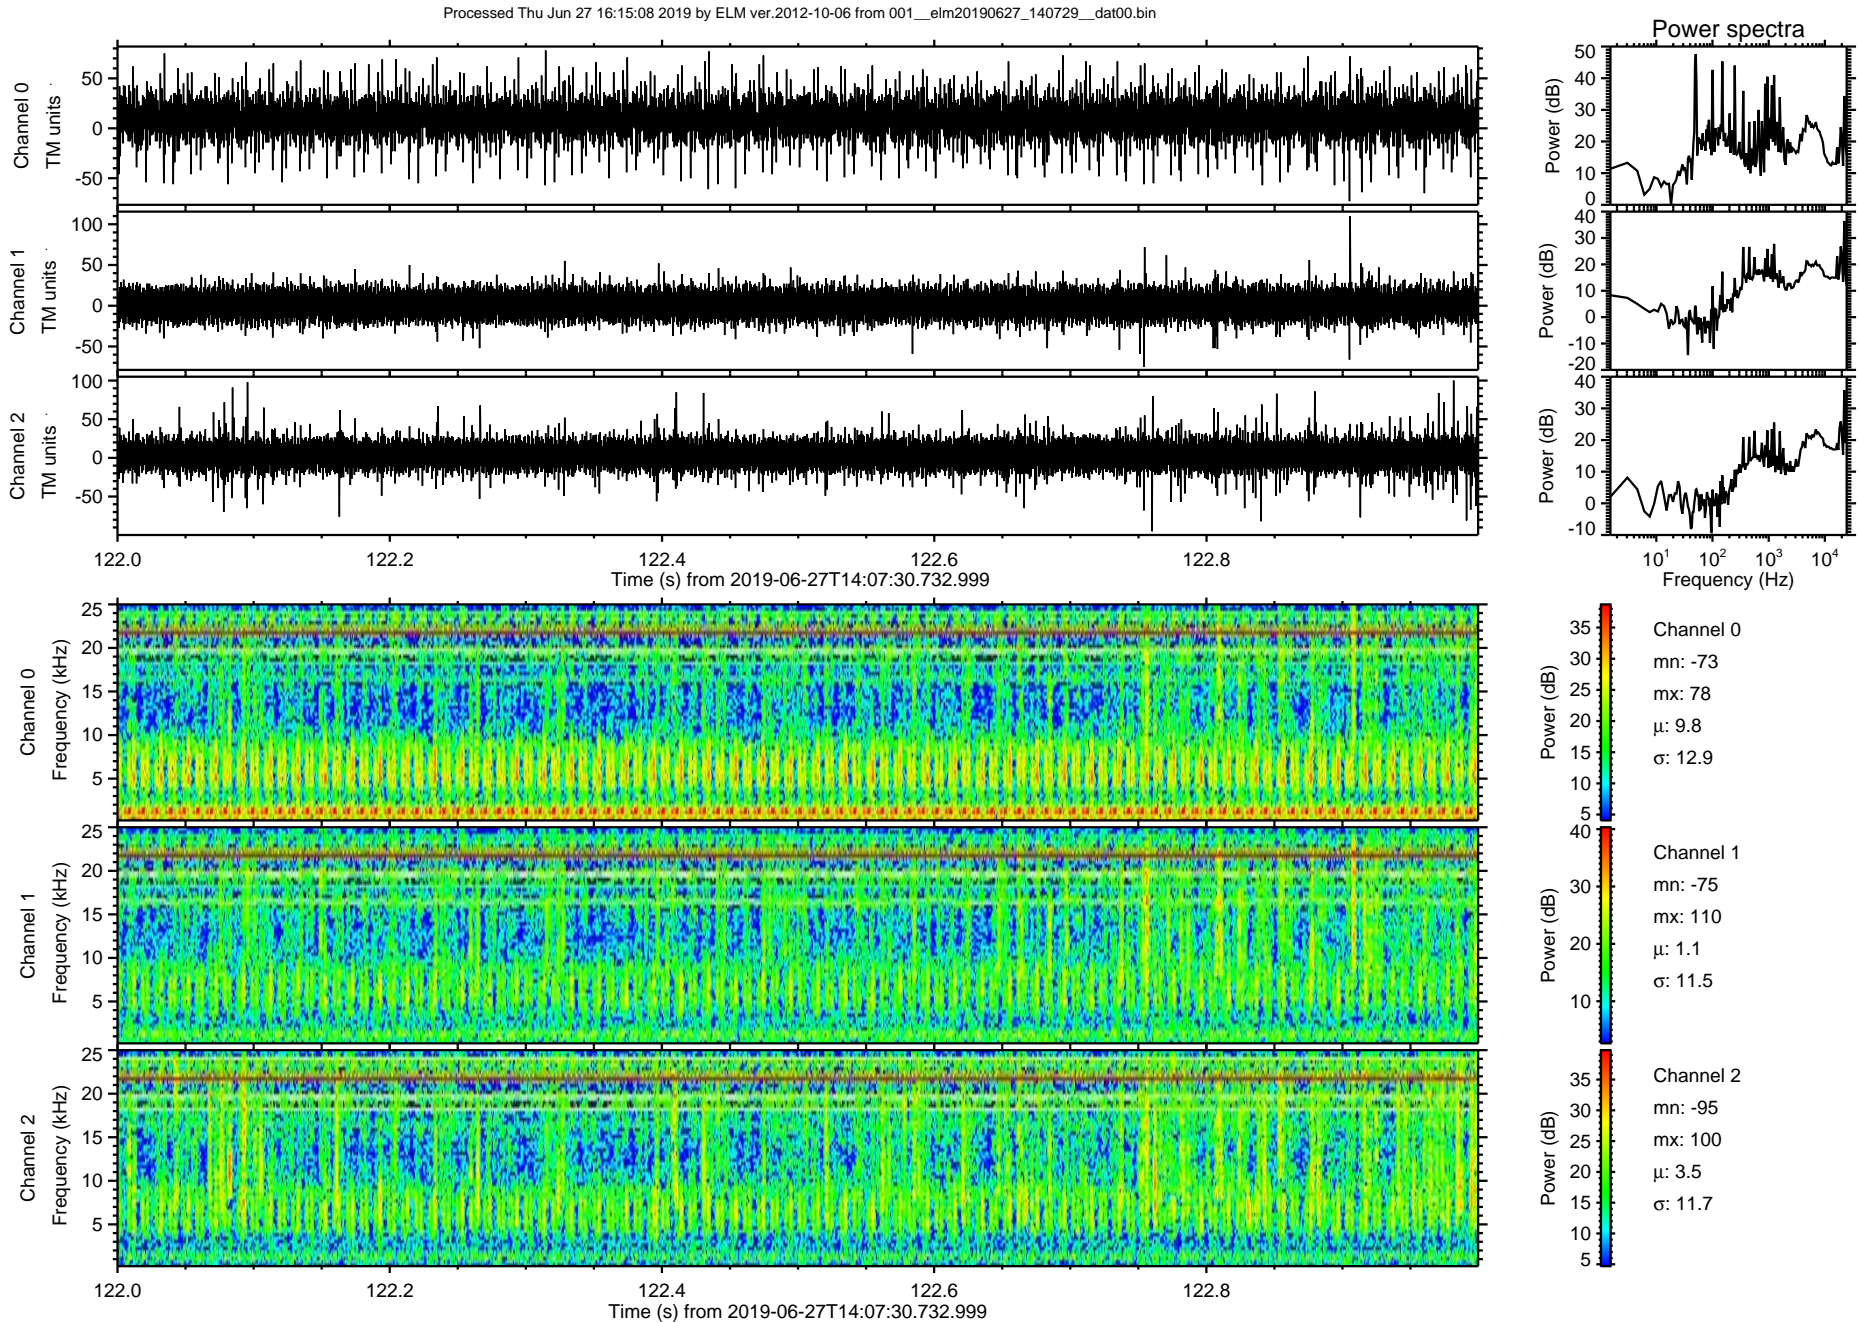 Processed Thu Jun 27 16:15:08 2019 by ELM ver.2012-10-06 from 001__elm20190627_140729__dat00.bin
Power spectra
Channel 0
TM units
50
0
-50
Power (dB)
50
40
30
20
10
0
Channel 1
TM units
100
50
0
-50
Power (dB)
40
30
20
10
0
-10
-20
Channel 2
TM units
100
50
0
-50
Power (dB)
40
30
20
10
0
-10
122.0 122.2 122.4 122.6 122.8
Time (s) from 2019-06-27T14:07:30.732.999
10^1 10^2 10^3 10^4
Frequency (Hz)
Channel 0
Frequency (kHz)
25
20
15
10
5
Power (dB)
35
30
25
20
15
10
5
Channel 0
mn: -73
mx: 78
µ: 9.8
σ: 12.9
Channel 1
Frequency (kHz)
25
20
15
10
5
Power (dB)
40
30
20
10
Channel 1
mn: -75
mx: 110
µ: 1.1
σ: 11.5
Channel 2
Frequency (kHz)
25
20
15
10
5
Power (dB)
35
30
25
20
15
10
5
Channel 2
mn: -95
mx: 100
µ: 3.5
σ: 11.7
122.0 122.2 122.4 122.6 122.8
Time (s) from 2019-06-27T14:07:30.732.999